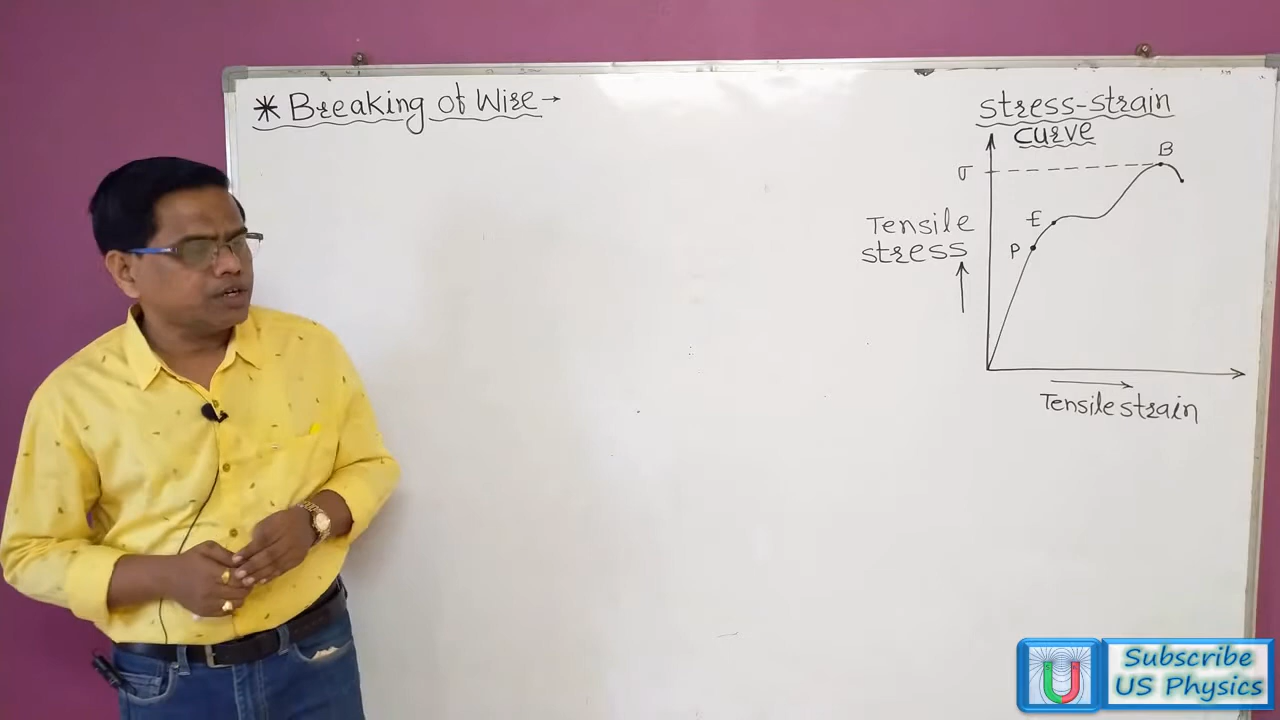 * Breaking of Wire →
stress-strain
curve
B
σ
Tensile
stress
E
P
Tensile strain
Subscribe
US Physics